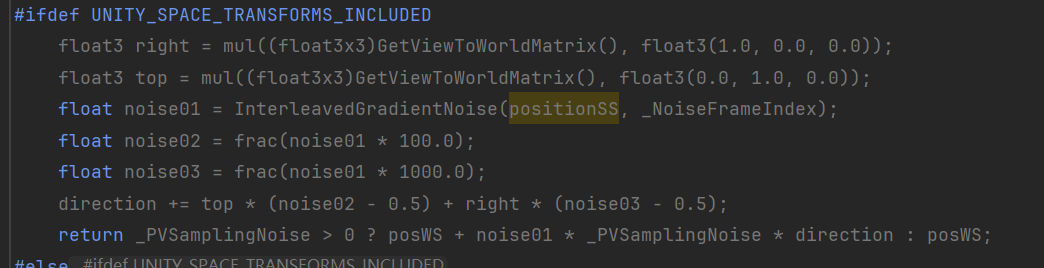 #ifdef UNITY_SPACE_TRANSFORMS_INCLUDED
    float3 right = mul((float3x3)GetViewToWorldMatrix(), float3(1.0, 0.0, 0.0));
    float3 top = mul((float3x3)GetViewToWorldMatrix(), float3(0.0, 1.0, 0.0));
    float noise01 = InterleavedGradientNoise(positionSS, _NoiseFrameIndex);
    float noise02 = frac(noise01 * 100.0);
    float noise03 = frac(noise01 * 1000.0);
    direction += top * (noise02 - 0.5) + right * (noise03 - 0.5);
    return _PVSamplingNoise > 0 ? posWS + noise01 * _PVSamplingNoise * direction : posWS;
#else #ifdef UNITY_SPACE_TRANSFORMS_INCLUDED